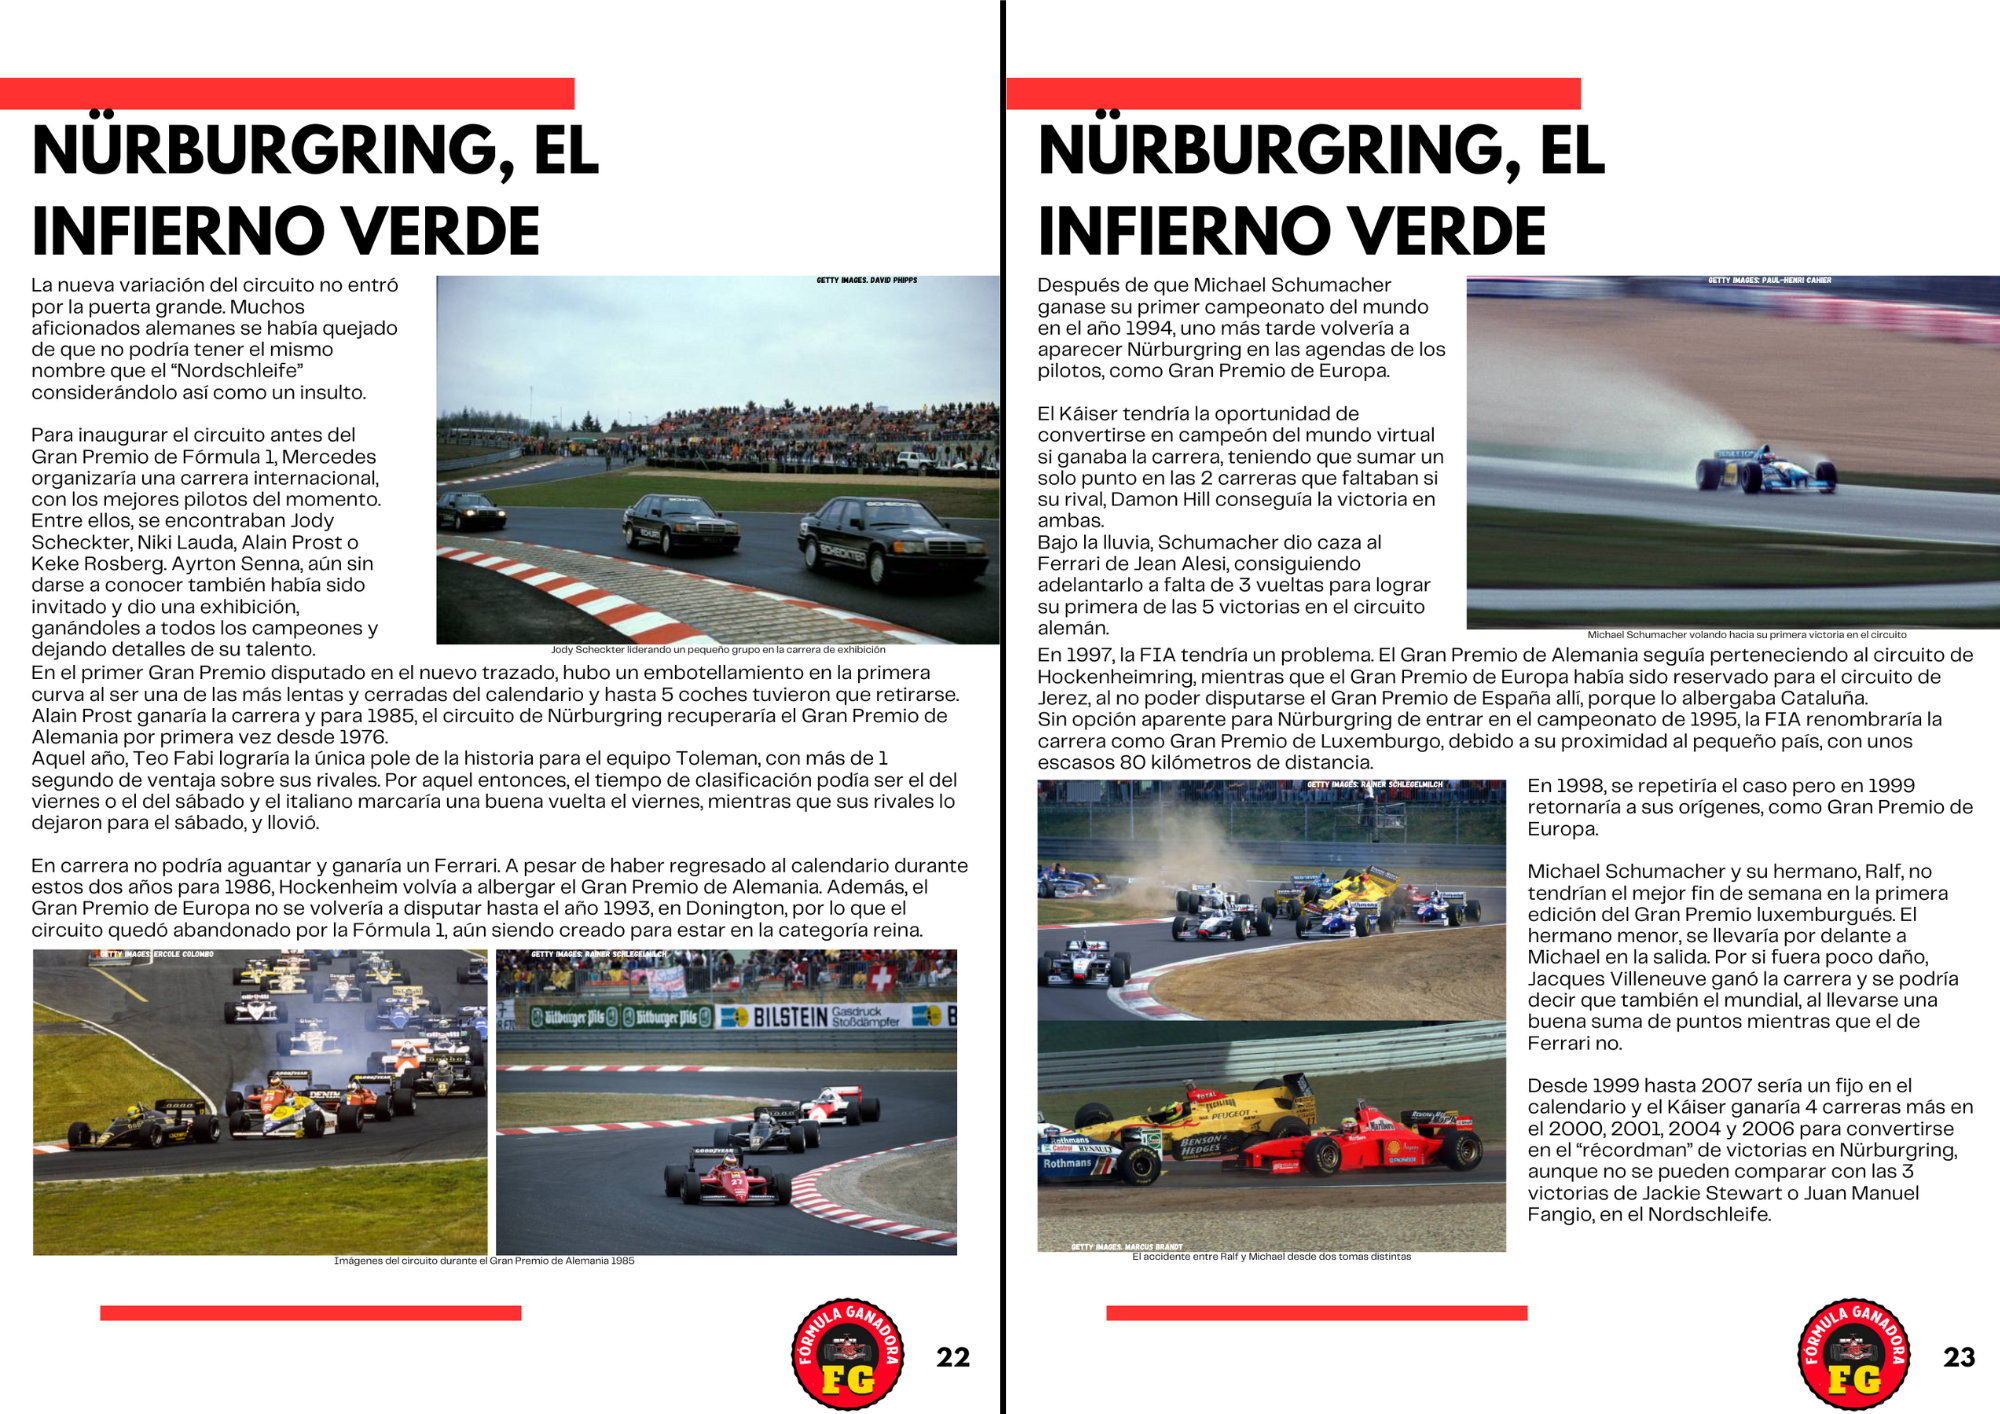 NÜRBURGRING, EL
INFIERNO VERDE
La nueva variación del circuito no entró
por la puerta grande. Muchos
aficionados alemanes se había quejado
de que no podría tener el mismo
nombre que el “Nordschleife”
considerándolo así como un insulto.
Para inaugurar el circuito antes del
Gran Premio de Fórmula 1, Mercedes
organizaría una carrera internacional,
con los mejores pilotos del momento.
Entre ellos, se encontraban Jody
Scheckter, Niki Lauda, Alain Prost o
Keke Rosberg. Ayrton Senna, aún sin
darse a conocer también había sido
invitado y dio una exhibición,
ganándoles a todos los campeones y
dejando detalles de su talento.
GETTY IMAGES. DAVID PHIPPS
SCHECKTER
Jody Scheckter liderando un pequeño grupo en la carrera de exhibición
En el primer Gran Premio disputado en el nuevo trazado, hubo un embotellamiento en la primera
curva al ser una de las más lentas y cerradas del calendario y hasta 5 coches tuvieron que retirarse.
Alain Prost ganaría la carrera y para 1985, el circuito de Nürburgring recuperaría el Gran Premio de
Alemania por primera vez desde 1976.
Aquel año, Teo Fabi lograría la única pole de la historia para el equipo Toleman, con más de 1
segundo de ventaja sobre sus rivales. Por aquel entonces, el tiempo de clasificación podía ser el del
viernes o el del sábado y el italiano marcaría una buena vuelta el viernes, mientras que sus rivales lo
dejaron para el sábado, y llovió.
En carrera no podría aguantar y ganaría un Ferrari. A pesar de haber regresado al calendario durante
estos dos años para 1986, Hockenheim volvía a albergar el Gran Premio de Alemania. Además, el
Gran Premio de Europa no se volvería a disputar hasta el año 1993, en Donington, por lo que el
circuito quedó abandonado por la Fórmula 1, aún siendo creado para estar en la categoría reina.
GETTY IMAGES: ERCOLE COLOMBO
DENIM
GETTY IMAGES: RAINER SCHLEGELMILCH
Bitburger Pils Bitburger Pils BILSTEIN Gasdruck
Stoßdämpfer
B
27
Imágenes del circuito durante el Gran Premio de Alemania 1985
FÓRMULA GANADORA
FG
22
NÜRBURGRING, EL
INFIERNO VERDE
Después de que Michael Schumacher
ganase su primer campeonato del mundo
en el año 1994, uno más tarde volvería a
aparecer Nürburgring en las agendas de los
pilotos, como Gran Premio de Europa.
El Káiser tendría la oportunidad de
convertirse en campeón del mundo virtual
si ganaba la carrera, teniendo que sumar un
solo punto en las 2 carreras que faltaban si
su rival, Damon Hill conseguía la victoria en
ambas.
Bajo la lluvia, Schumacher dio caza al
Ferrari de Jean Alesi, consiguiendo
adelantarlo a falta de 3 vueltas para lograr
su primera de las 5 victorias en el circuito
alemán.
GETTY IMAGES: PAUL-HENRI CAHIER
BENETTON
Michael Schumacher volando hacia su primera victoria en el circuito
En 1997, la FIA tendría un problema. El Gran Premio de Alemania seguía perteneciendo al circuito de
Hockenheimring, mientras que el Gran Premio de Europa había sido reservado para el circuito de
Jerez, al no poder disputarse el Gran Premio de España allí, porque lo albergaba Cataluña.
Sin opción aparente para Nürburgring de entrar en el campeonato de 1995, la FIA renombraría la
carrera como Gran Premio de Luxemburgo, debido a su proximidad al pequeño país, con unos
escasos 80 kilómetros de distancia.
GETTY IMAGES: RAINER SCHLEGELMILCH
TOTAL
PEUGEOT
BENSON
HEDGES
Rothmans
Castrol RENAULT
Rothmans
Marlboro
PIONEER
GETTY IMAGES. MARCUS BRANDT
El accidente entre Ralf y Michael desde dos tomas distintas
En 1998, se repetiría el caso pero en 1999
retornaría a sus orígenes, como Gran Premio de
Europa.
Michael Schumacher y su hermano, Ralf, no
tendrían el mejor fin de semana en la primera
edición del Gran Premio luxemburgués. El
hermano menor, se llevaría por delante a
Michael en la salida. Por si fuera poco daño,
Jacques Villeneuve ganó la carrera y se podría
decir que también el mundial, al llevarse una
buena suma de puntos mientras que el de
Ferrari no.
Desde 1999 hasta 2007 sería un fijo en el
calendario y el Káiser ganaría 4 carreras más en
el 2000, 2001, 2004 y 2006 para convertirse
en el “récordman” de victorias en Nürburgring,
aunque no se pueden comparar con las 3
victorias de Jackie Stewart o Juan Manuel
Fangio, en el Nordschleife.
FÓRMULA GANADORA
FG
23